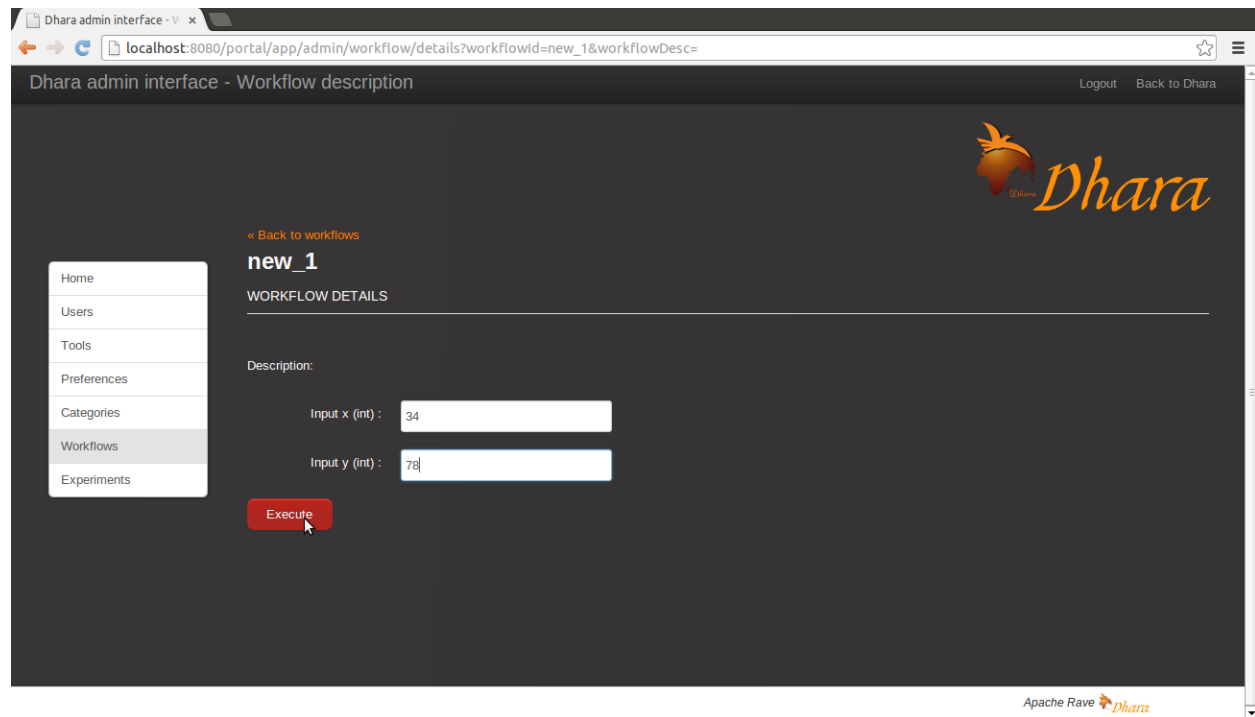 Dhara admin interface - W
localhost:8080/portal/app/admin/workflow/details?workflowId=new_1&workflowDesc=
Dhara admin interface - Workflow description
Logout Back to Dhara
Dhara
Dhara
« Back to workflows
new_1
WORKFLOW DETAILS
Home
Users
Tools
Preferences
Categories
Workflows
Experiments
Description:
Input x (int) : 34
Input y (int) : 78
Execute
Apache Rave Dhara